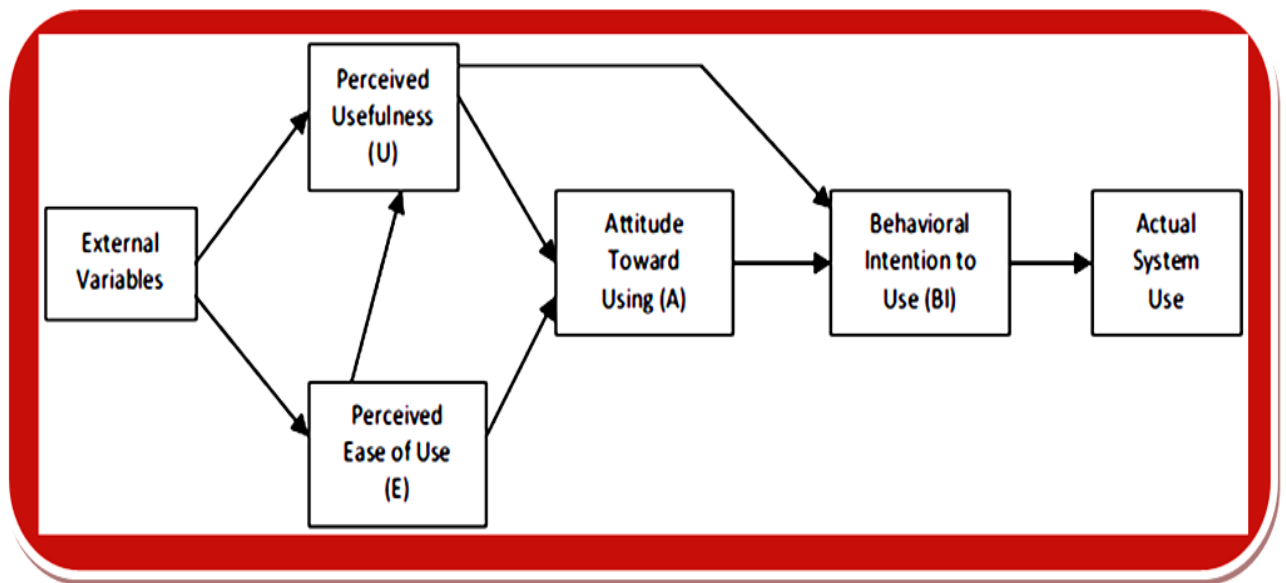 External
Variables
Perceived
Usefulness
(U)
Perceived
Ease of Use
(E)
Attitude
Toward
Using (A)
Behavioral
Intention to
Use (BI)
Actual
System
Use